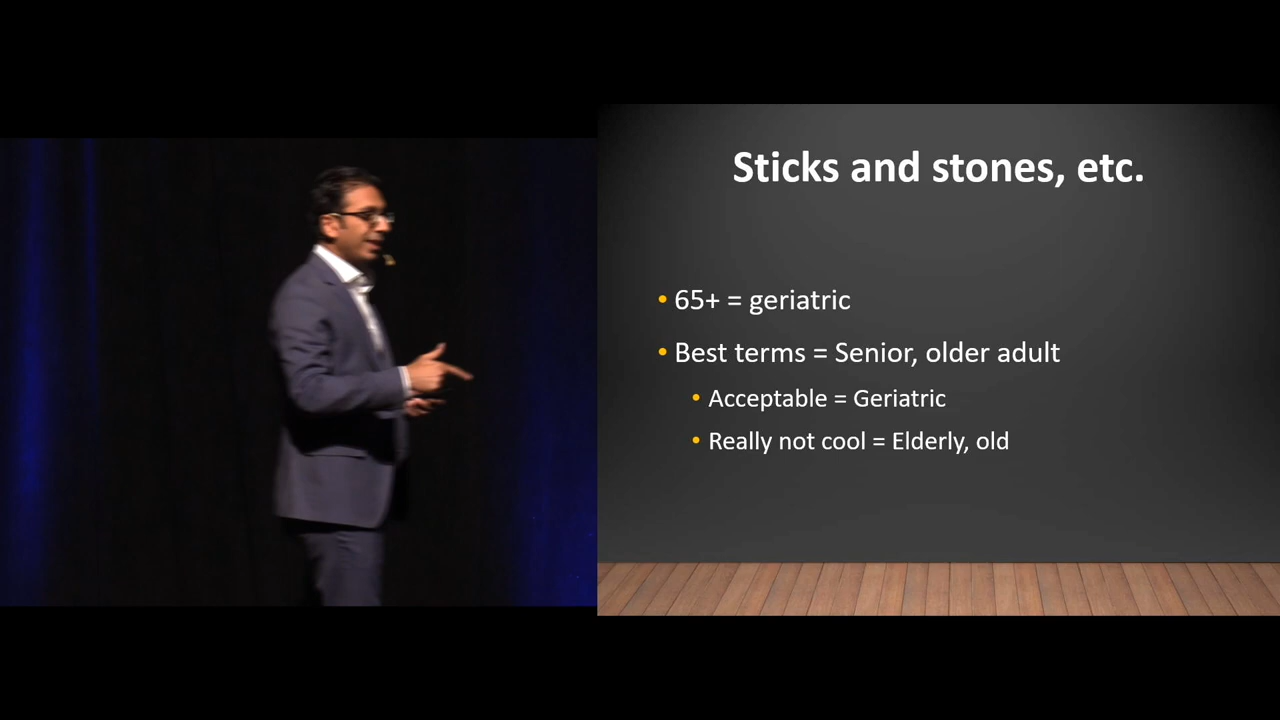 Sticks and stones, etc.
• 65+ = geriatric
• Best terms = Senior, older adult
• Acceptable = Geriatric
• Really not cool = Elderly, old